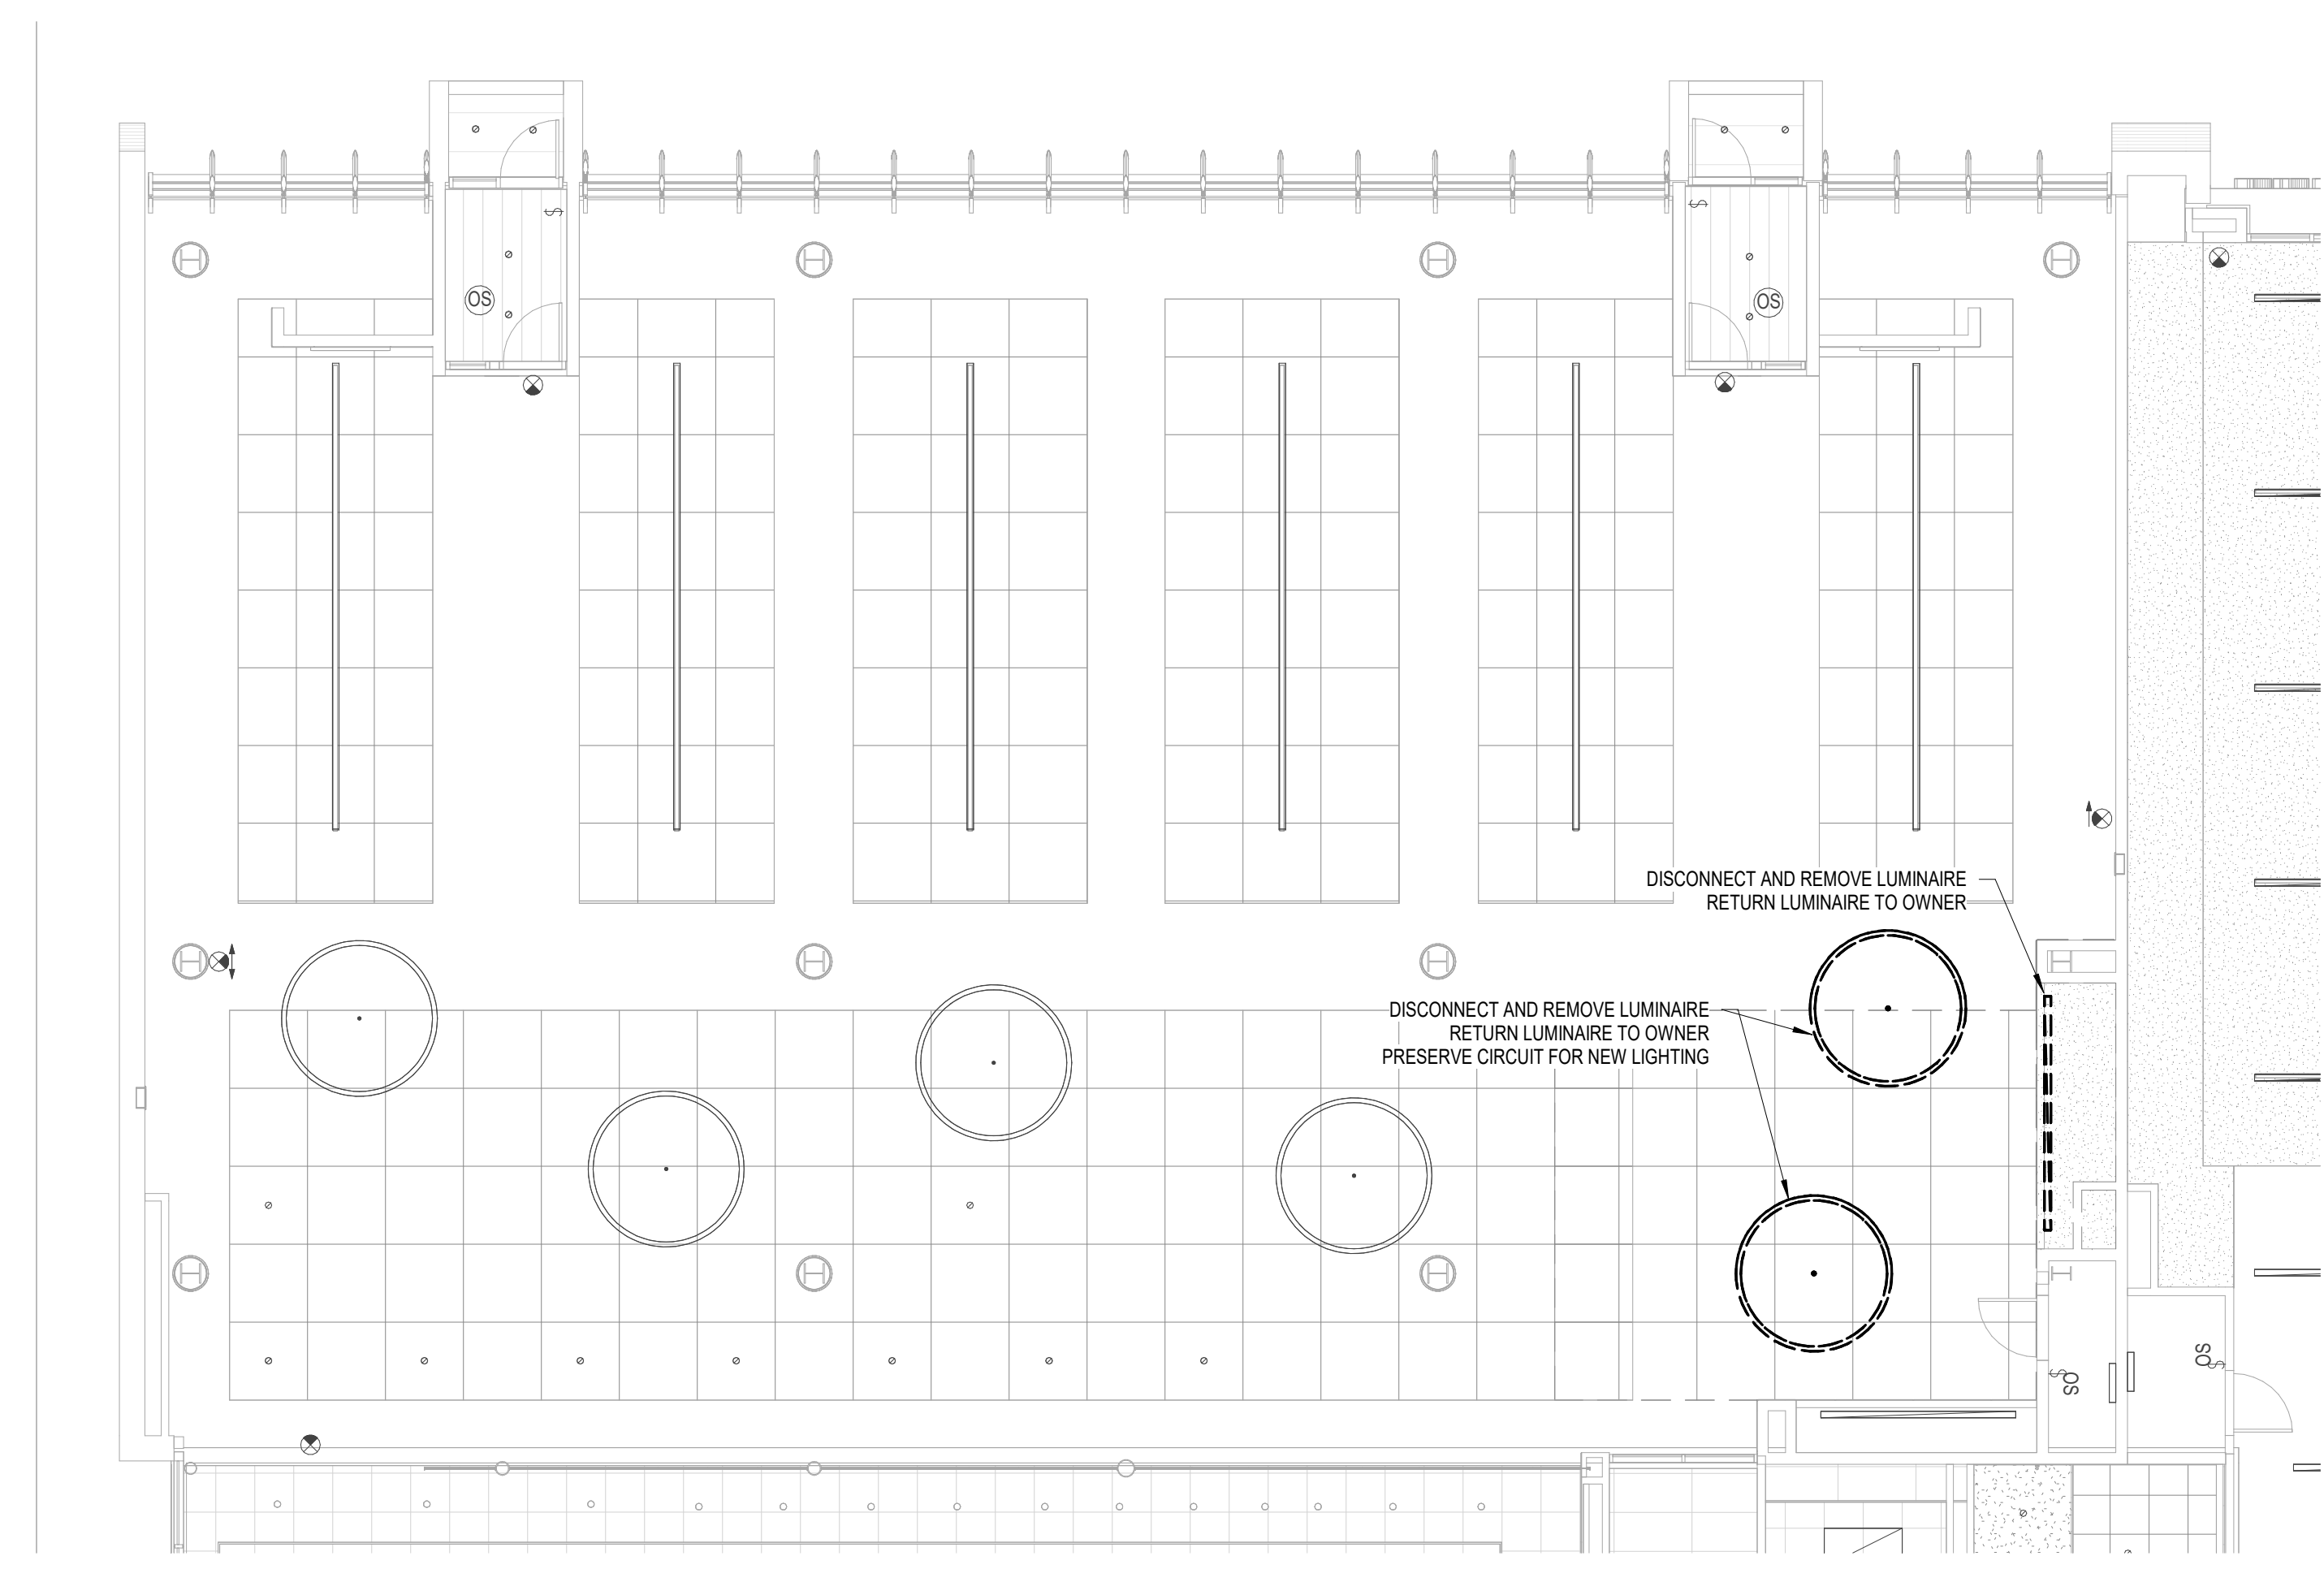 $
$
OS
OS
DISCONNECT AND REMOVE LUMINAIRE
RETURN LUMINAIRE TO OWNER
DISCONNECT AND REMOVE LUMINAIRE
RETURN LUMINAIRE TO OWNER
PRESERVE CIRCUIT FOR NEW LIGHTING
OS
$
$
OS